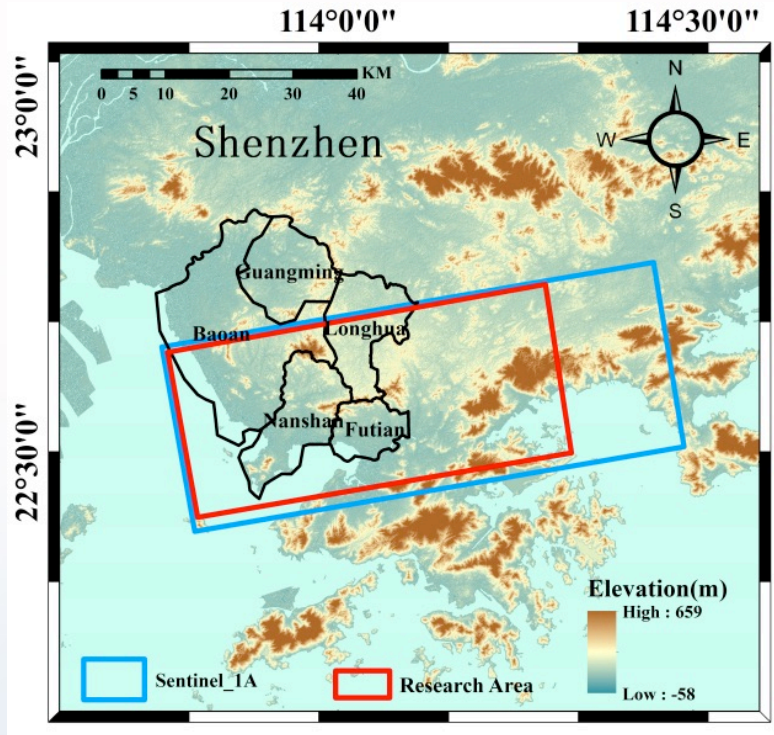 114°0'0"
114°30'0"
23°0'0"
22°30'0"
KM
0 5 10 20 30 40
N
W E
S
Shenzhen
Guangming
Baoan
Longhua
Nanshan
Futian
Elevation(m)
High : 659
Low : -58
Sentinel_1A
Research Area